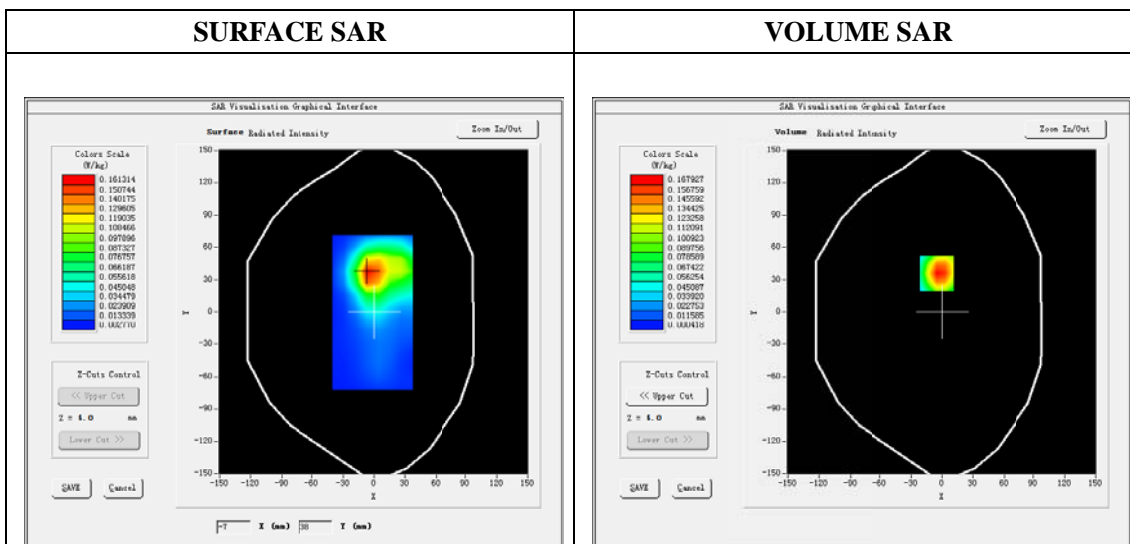 SURFACE SAR
VOLUME SAR
SAR Visualisation Graphical Interface
Surface Radiated Intensity
Zoom In/Out
Colors Scale
(W/kg)
0.161314
0.150744
0.140175
0.129605
0.119035
0.108466
0.097896
0.087327
0.076757
0.066187
0.055618
0.045048
0.034479
0.023909
0.013339
0.002770
Z-Cuts Control
<< Upper Cut
Z = 4.0 mm
Lower Cut >>
SAVE
Cancel
150
120
90
60
30
0
-30
-60
-90
-120
-150
Y
-150 -120 -90 -60 -30 0 30 60 90 120 150
X
-7 X (mm) 38 Y (mm)
SAR Visualisation Graphical Interface
Volume Radiated Intensity
Zoom In/Out
Colors Scale
(W/kg)
0.167927
0.156759
0.145592
0.134425
0.123258
0.112091
0.100923
0.089756
0.078589
0.067422
0.056254
0.045087
0.033920
0.022753
0.011585
0.000418
Z-Cuts Control
<< Upper Cut
Z = 4.0 mm
Lower Cut >>
SAVE
Cancel
150
120
90
60
30
0
-30
-60
-90
-120
-150
Y
-150 -120 -90 -60 -30 0 30 60 90 120 150
X